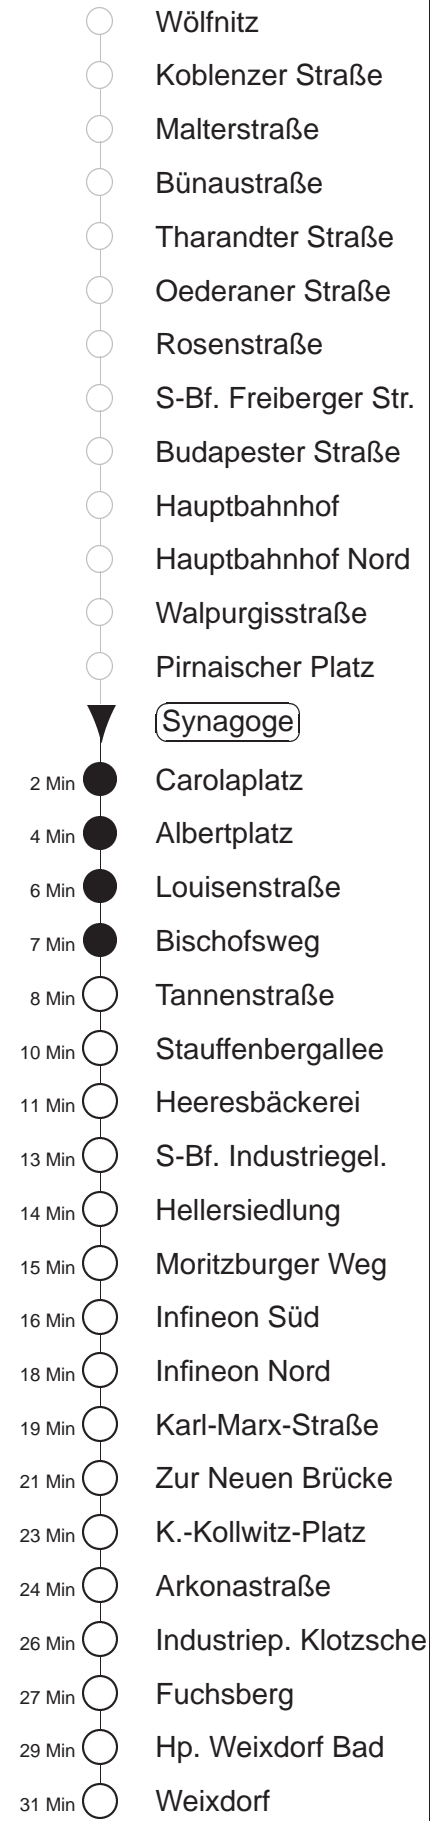 Wölfnitz
Koblenzer Straße
Malterstraße
Bünaustraße
Tharandter Straße
Oederaner Straße
Rosenstraße
S-Bf. Freiberger Str.
Budapester Straße
Hauptbahnhof
Hauptbahnhof Nord
Walpurgisstraße
Pirnaischer Platz
Synagoge
2 Min Carolaplatz
4 Min Albertplatz
6 Min Louisenstraße
7 Min Bischofsweg
8 Min Tannenstraße
10 Min Stauffenbergallee
11 Min Heeresbäckerei
13 Min S-Bf. Industriegel.
14 Min Hellersiedlung
15 Min Moritzburger Weg
16 Min Infineon Süd
18 Min Infineon Nord
19 Min Karl-Marx-Straße
21 Min Zur Neuen Brücke
23 Min K.-Kollwitz-Platz
24 Min Arkonastraße
26 Min Industriep. Klotzsche
27 Min Fuchsberg
29 Min Hp. Weixdorf Bad
31 Min Weixdorf